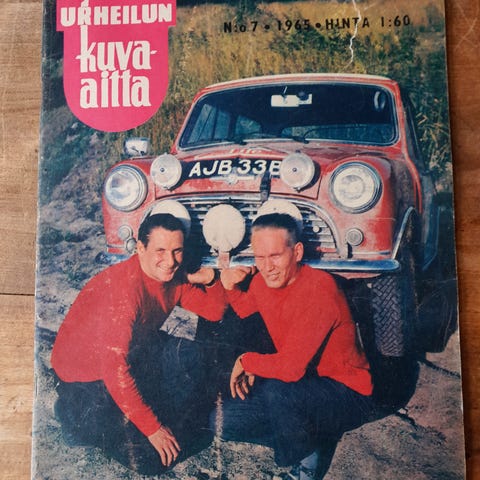 URHEILUN
kuva-
aitta
N:o 7 • 1965 • HINTA 1:60
AJB 33B